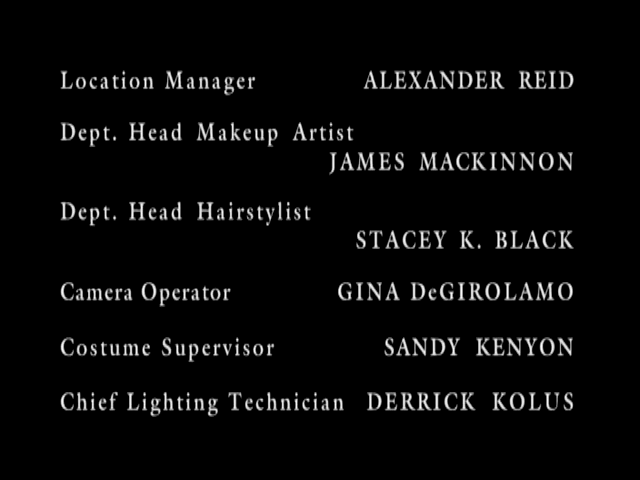 Location Manager ALEXANDER REID
Dept. Head Makeup Artist
JAMES MACKINNON
Dept. Head Hairstylist
STACEY K. BLACK
Camera Operator GINA DeGIROLAMO
Costume Supervisor SANDY KENYON
Chief Lighting Technician DERRICK KOLUS